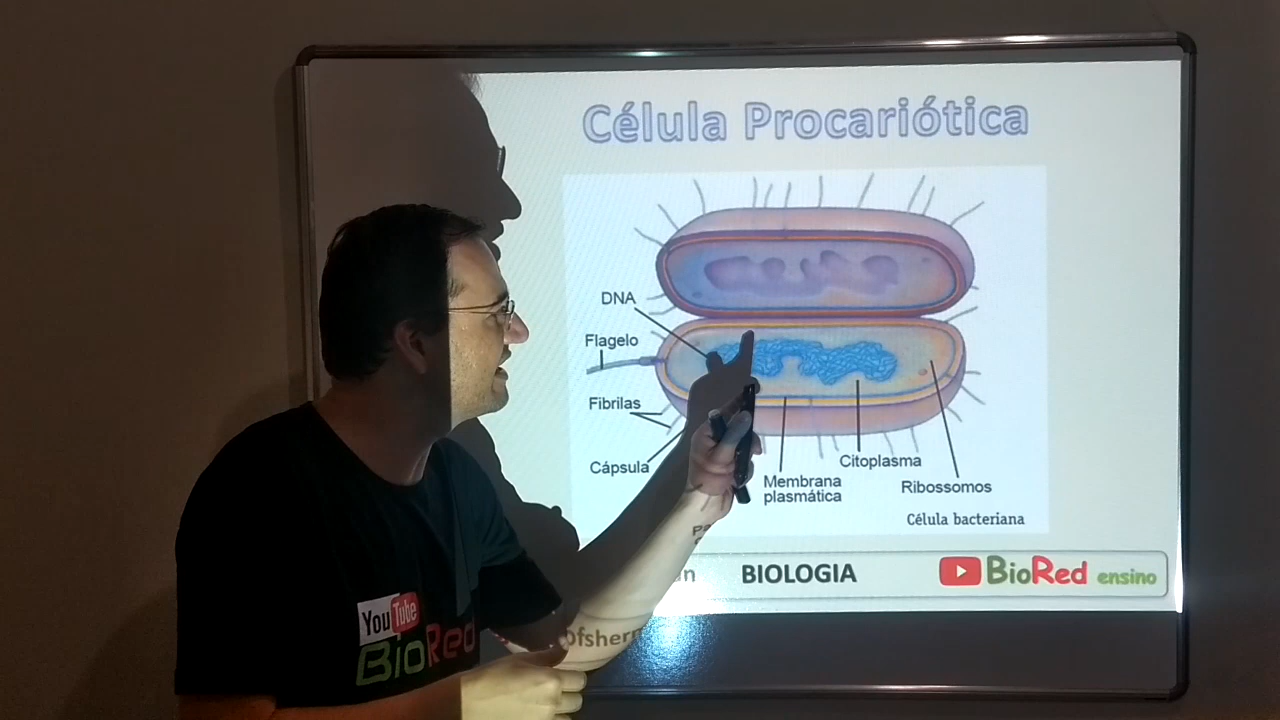 Célula Procariótica
DNA
Flagelo
Fibrilas
Cápsula
Membrana
plasmática
Citoplasma
Ribossomos
Célula bacteriana
BIOLOGIA
BioRed ensino
YouTube
BioRed